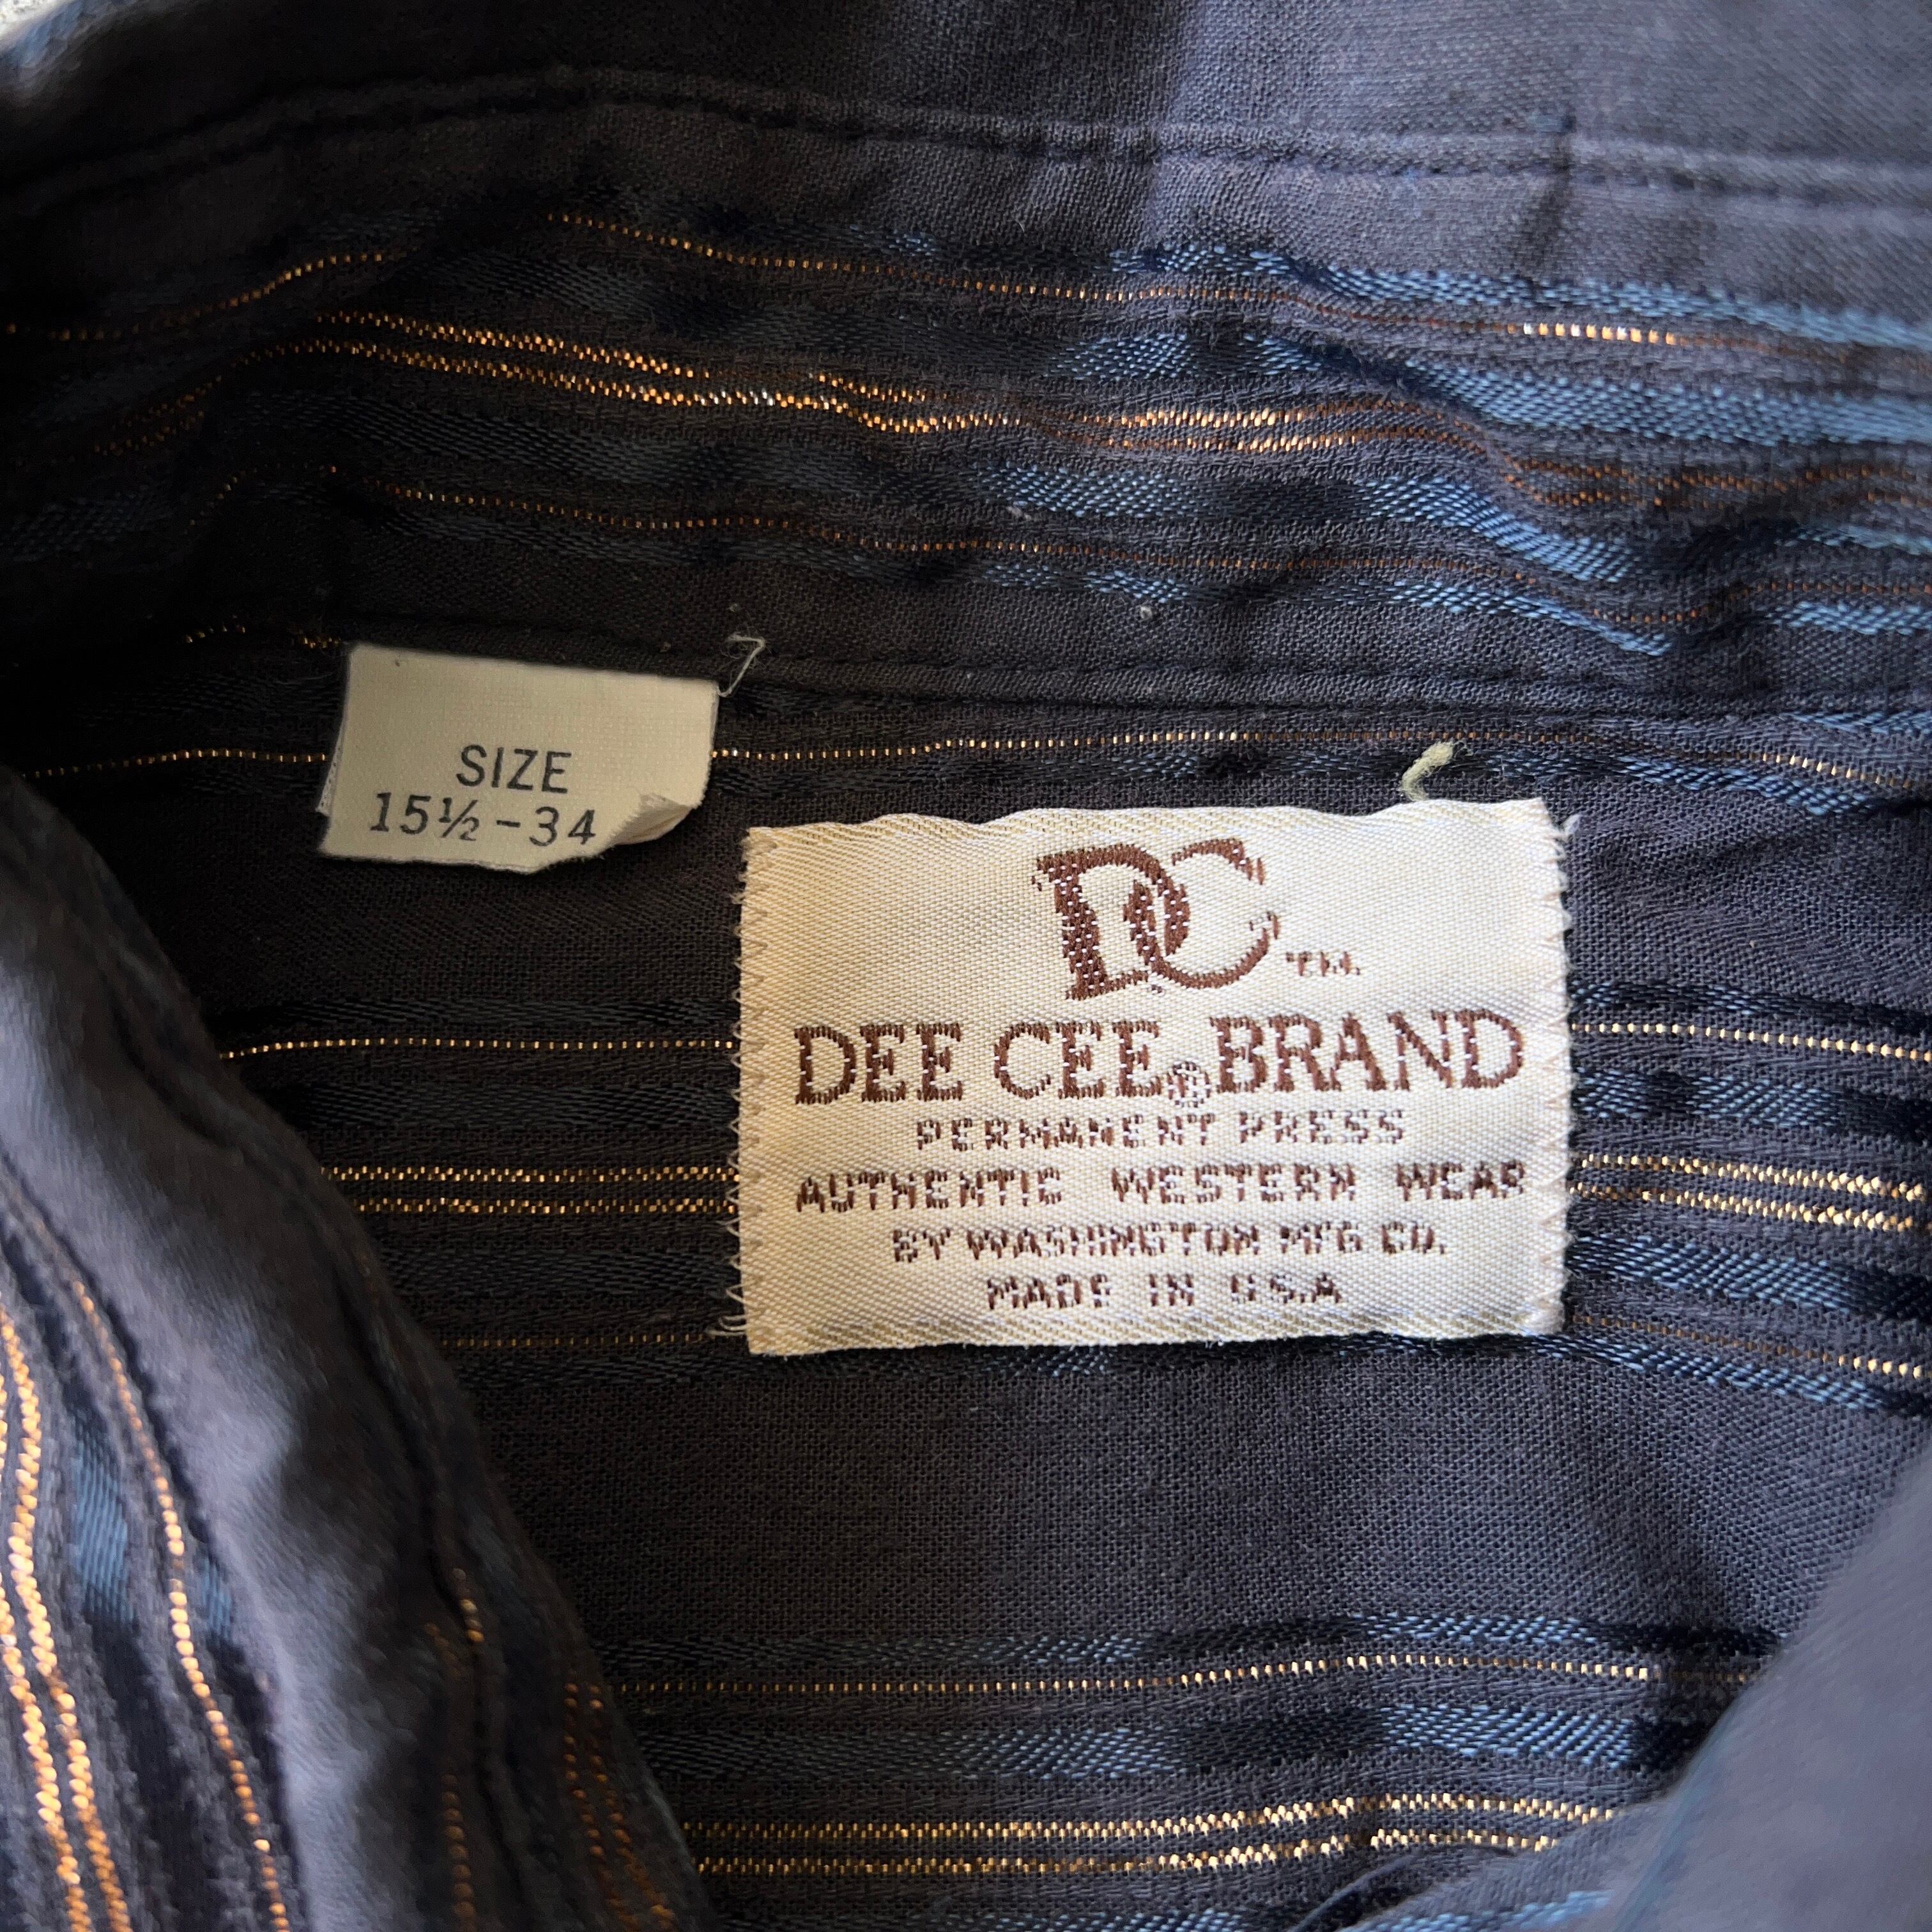 SIZE
15½-34
DC T.M.
DEE CEE ® BRAND
PERMANENT PRESS
AUTHENTIC WESTERN WEAR
BY WASHINGTON MFG CO.
MADE IN U.S.A